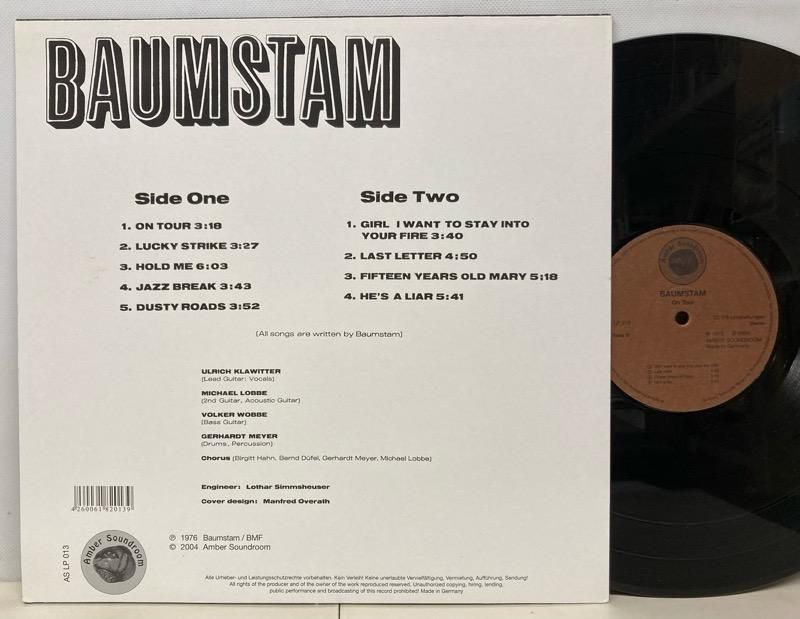 BAUMSTAM
Side One
1. ON TOUR 3:18
2. LUCKY STRIKE 3:27
3. HOLD ME 6:03
4. JAZZ BREAK 3:43
5. DUSTY ROADS 3:52
Side Two
1. GIRL I WANT TO STAY INTO
YOUR FIRE 3:40
2. LAST LETTER 4:50
3. FIFTEEN YEARS OLD MARY 5:18
4. HE'S A LIAR 5:41
(All songs are written by Baumstam)
ULRICH KLAWITTER
(Lead Guitar: Vocals)
MICHAEL LOBBE
(2nd Guitar, Acoustic Guitar)
VOLKER WOBBE
(Bass Guitar)
GERHARDT MEYER
(Drums, Percussion)
Chorus (Birgitt Hahn, Bernd Düfel, Gerhardt Meyer, Michael Lobbe)
Engineer: Lothar Simmsheuser
Cover design: Manfred Overath
4260061820139
AS LP 013
Amber Soundroom
℗ 1976 Baumstam / BMF
© 2004 Amber Soundroom
Alle Urheber- und Leistungsschutzrechte vorbehalten. Kein Verleih! Keine unerlaubte Vervielfältigung, Vermietung, Aufführung, Sendung!
All rights of the producer and of the owner of the work reproduced reserved. Unauthorized copying, hiring, lending,
public performance and broadcasting of this record prohibited! Made in Germany
Amber Soundroom
BAUMSTAM
On Tour
LP 013
Stereo
AMBER SOUNDROOM
Made in Germany